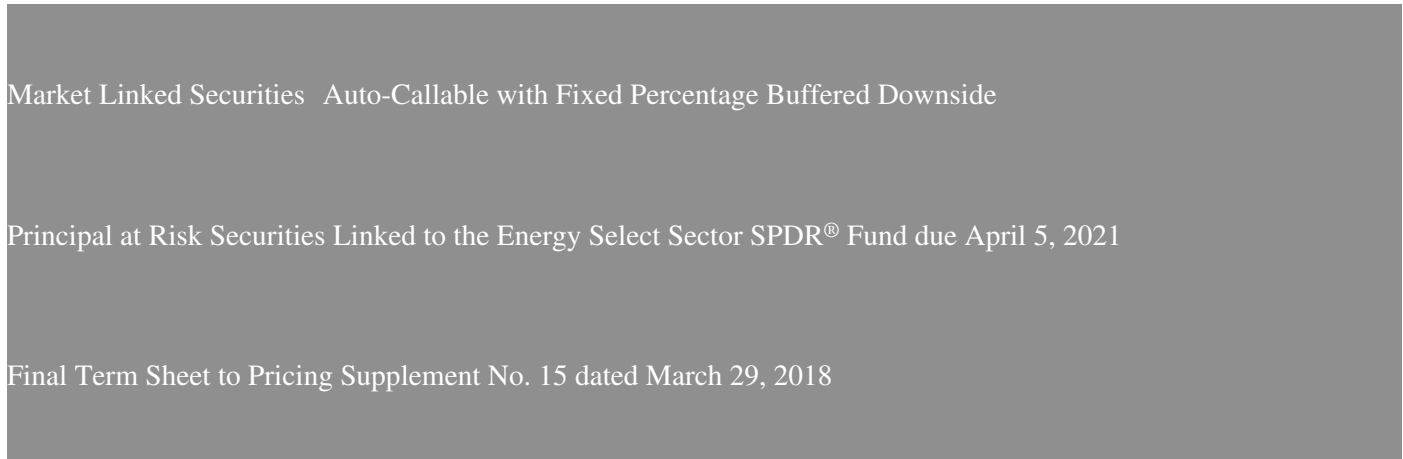 Market Linked Securities  Auto-Callable with Fixed Percentage Buffered Downside
Principal at Risk Securities Linked to the Energy Select Sector SPDR® Fund due April 5, 2021
Final Term Sheet to Pricing Supplement No. 15 dated March 29, 2018